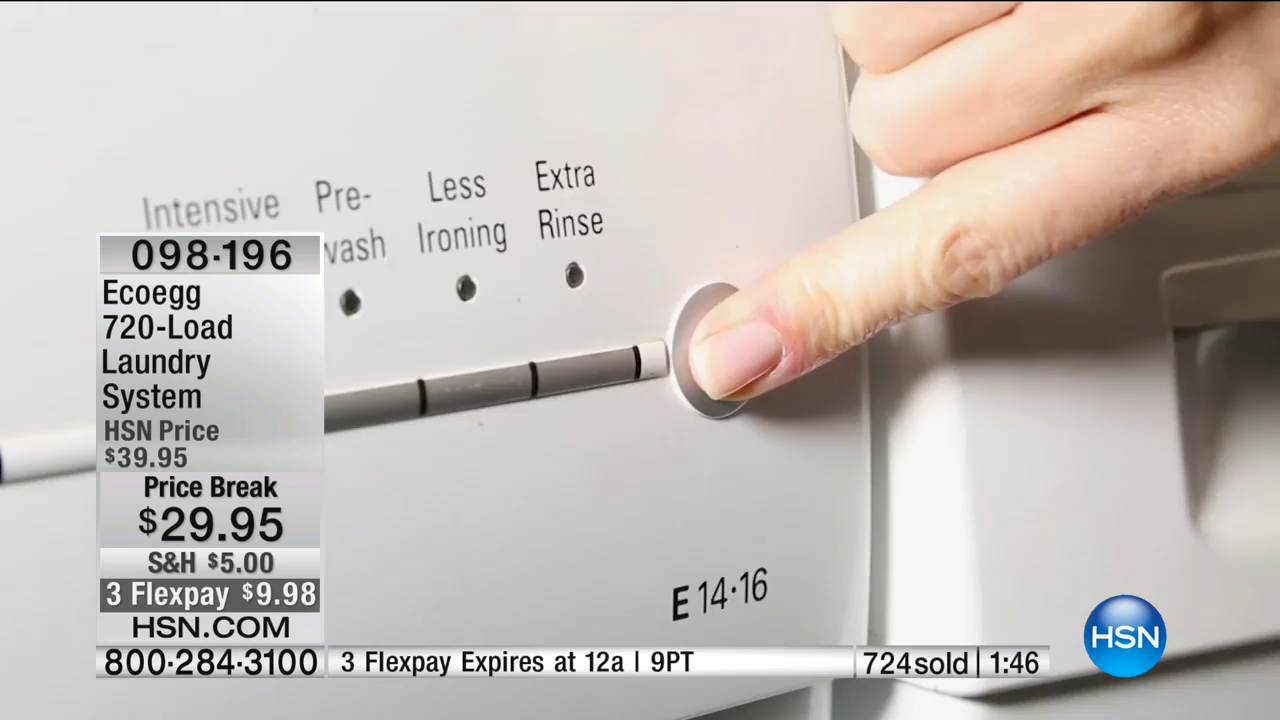 Intensive
Pre-
wash
Less
Ironing
Extra
Rinse
098·196
Ecoegg
720-Load
Laundry
System
HSN Price
$39.95
Price Break
$29.95
S&H $5.00
3 Flexpay $9.98
HSN.COM
800·284·3100
3 Flexpay Expires at 12a | 9PT
724 sold | 1:46
E 14·16
HSN